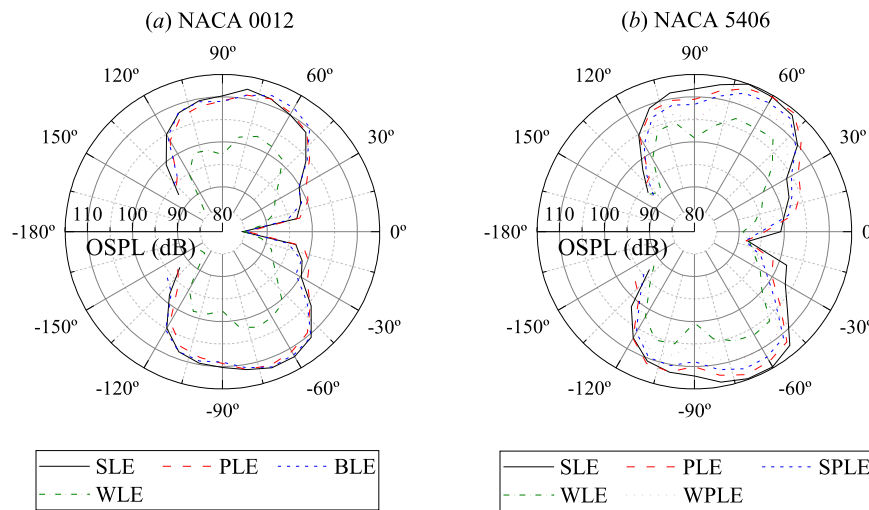 (a) NACA 0012
(b) NACA 5406
90º
120º
60º
150º
30º
-180º
110 100 90 80
0º
OSPL (dB)
-150º
-30º
-120º
-60º
-90º
90º
120º
60º
150º
30º
-180º
110 100 90 80
0º
OSPL (dB)
-150º
-30º
-120º
-60º
-90º
SLE PLE BLE
WLE
SLE PLE SPLE
WLE WPLE